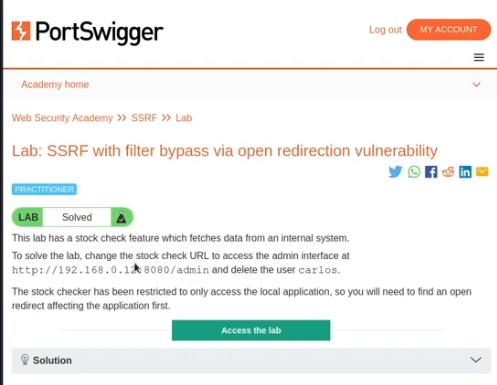 PortSwigger
Log out MY ACCOUNT
Academy home
Web Security Academy >> SSRF >> Lab
Lab: SSRF with filter bypass via open redirection vulnerability
PRACTITIONER
LAB Solved
This lab has a stock check feature which fetches data from an internal system.
To solve the lab, change the stock check URL to access the admin interface at
http://192.168.0.12:8080/admin and delete the user carlos.
The stock checker has been restricted to only access the local application, so you will need to find an open
redirect affecting the application first.
Access the lab
Solution